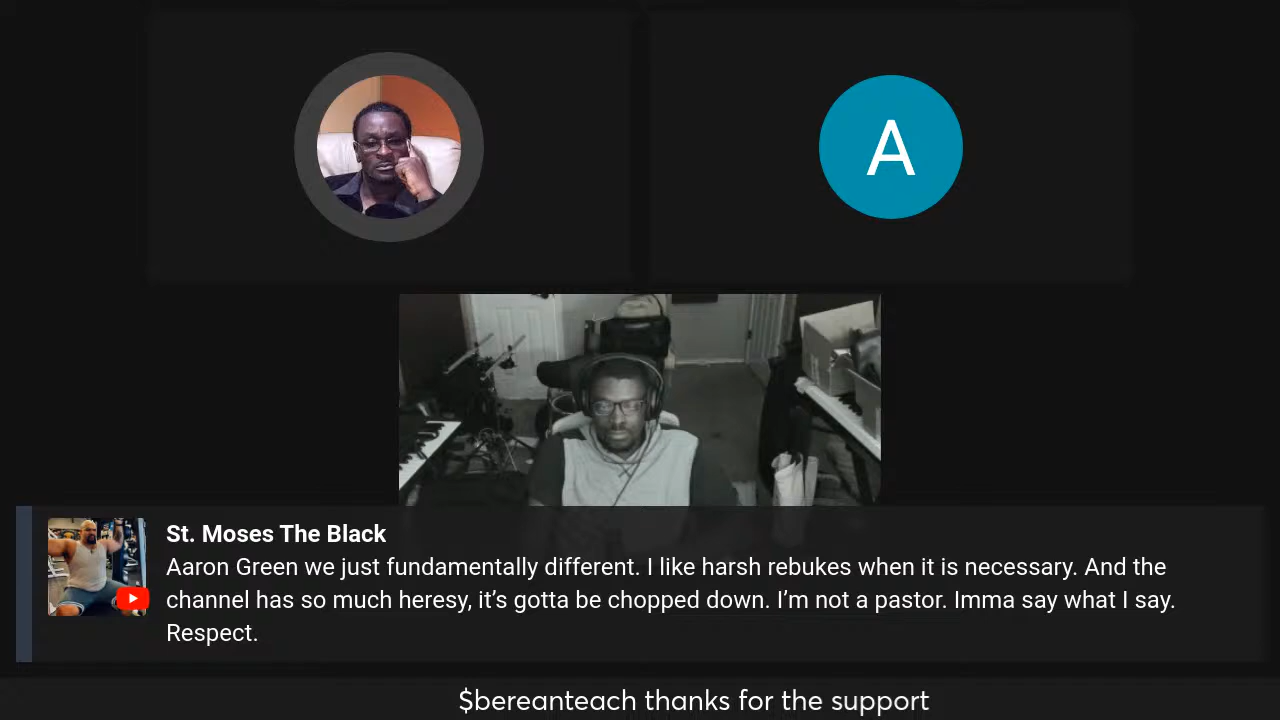 A
St. Moses The Black
Aaron Green we just fundamentally different. I like harsh rebukes when it is necessary. And the
channel has so much heresy, it’s gotta be chopped down. I’m not a pastor. Imma say what I say.
Respect.
$bereanteach thanks for the support